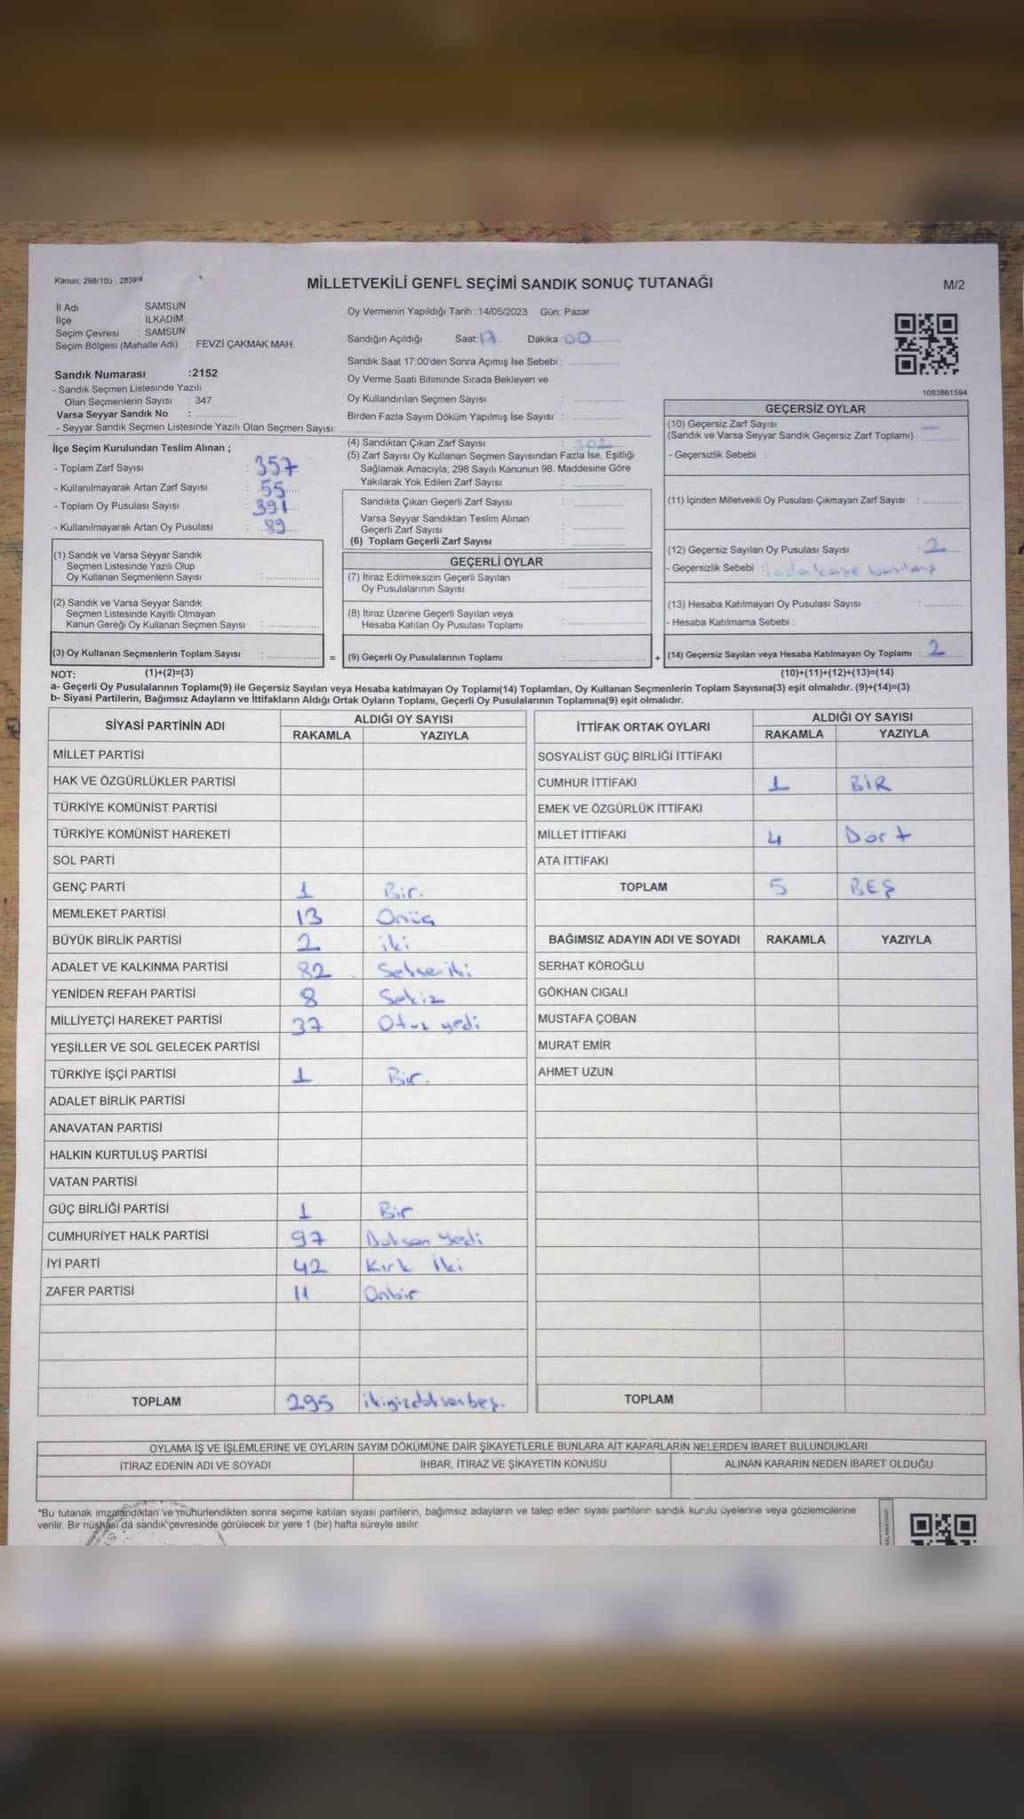 Kanun: 298/105, 2839/4
MİLLETVEKİLİ GENEL SEÇİMİ SANDIK SONUÇ TUTANAĞI
M/2
İl Adı SAMSUN
İlçe İLKADIM
Seçim Çevresi : SAMSUN
Seçim Bölgesi (Mahalle Adı) : FEVZİ ÇAKMAK MAH.
Sandık Numarası :2152
- Sandık Seçmen Listesinde Yazılı
Olan Seçmenlerin Sayısı : 347
Varsa Seyyar Sandık No :
- Seyyar Sandık Seçmen Listesinde Yazılı Olan Seçmen Sayısı :
Oy Vermenin Yapıldığı Tarih :14/05/2023 Gün: Pazar
Sandığın Açıldığı Saat:17 Dakika 00
Sandık Saat 17:00'den Sonra Açımış İse Sebebi :
Oy Verme Saati Bitiminde Sırada Bekleyen ve
Oy Kullandırılan Seçmen Sayısı :
Birden Fazla Sayım Döküm Yapılmış İse Sayısı :
1083861594
İlçe Seçim Kurulundan Teslim Alınan ;
- Toplam Zarf Sayısı : 357
- Kullanılmayarak Artan Zarf Sayısı : 55
- Toplam Oy Pusulası Sayısı : 391
- Kullanılmayarak Artan Oy Pusulası : 89
(1) Sandık ve Varsa Seyyar Sandık
Seçmen Listesinde Yazılı Olup
Oy Kullanan Seçmenlerin Sayısı :
(2) Sandık ve Varsa Seyyar Sandık
Seçmen Listesinde Kayıtlı Olmayan
Kanun Gereği Oy Kullanan Seçmen Sayısı :
(3) Oy Kullanan Seçmenlerin Toplam Sayısı : =
(4) Sandıktan Çıkan Zarf Sayısı : 302
(5) Zarf Sayısı Oy Kullanan Seçmen Sayısından Fazla İse, Eşitliği
Sağlamak Amacıyla, 298 Sayılı Kanunun 98. Maddesine Göre
Yakılarak Yok Edilen Zarf Sayısı :
Sandıkta Çıkan Geçerli Zarf Sayısı :
Varsa Seyyar Sandıktan Teslim Alınan
Geçerli Zarf Sayısı :
(6) Toplam Geçerli Zarf Sayısı :
GEÇERLİ OYLAR
(7) İtiraz Edilmeksizin Geçerli Sayılan
Oy Pusulalarının Sayısı :
(8) İtiraz Üzerine Geçerli Sayılan veya
Hesaba Katılan Oy Pusulası Toplamı :
(9) Geçerli Oy Pusulalarının Toplamı : +
GEÇERSİZ OYLAR
(10) Geçersiz Zarf Sayısı
(Sandık ve Varsa Seyyar Sandık Geçersiz Zarf Toplamı) : —
- Geçersizlik Sebebi :
(11) İçinden Milletvekili Oy Pusulası Çıkmayan Zarf Sayısı :
(12) Geçersiz Sayılan Oy Pusulası Sayısı : 2
- Geçersizlik Sebebi :
(13) Hesaba Katılmayan Oy Pusulası Sayısı :
- Hesaba Katılmama Sebebi :
(14) Geçersiz Sayılan veya Hesaba Katılmayan Oy Toplamı : 2
NOT: (1)+(2)=(3) (10)+(11)+(12)+(13)=(14)
a- Geçerli Oy Pusulalarının Toplamı(9) ile Geçersiz Sayılan veya Hesaba katılmayan Oy Toplamı(14) Toplamları, Oy Kullanan Seçmenlerin Toplam Sayısına(3) eşit olmalıdır. (9)+(14)=(3)
b- Siyasi Partilerin, Bağımsız Adayların ve İttifakların Aldığı Ortak Oyların Toplamı, Geçerli Oy Pusulalarının Toplamına(9) eşit olmalıdır.
SİYASİ PARTİNİN ADI ALDIĞI OY SAYISI
RAKAMLA YAZIYLA
MİLLET PARTİSİ
HAK VE ÖZGÜRLÜKLER PARTİSİ
TÜRKİYE KOMÜNİST PARTİSİ
TÜRKİYE KOMÜNİST HAREKETİ
SOL PARTİ
GENÇ PARTİ 1 Bir.
MEMLEKET PARTİSİ 13 Onüç
BÜYÜK BİRLİK PARTİSİ 2 iki
ADALET VE KALKINMA PARTİSİ 82 Seksen iki
YENİDEN REFAH PARTİSİ 8 Sekiz
MİLLİYETÇİ HAREKET PARTİSİ 37 Otuz yedi
YEŞİLLER VE SOL GELECEK PARTİSİ
TÜRKİYE İŞÇİ PARTİSİ 1 Bir.
ADALET BİRLİK PARTİSİ
ANAVATAN PARTİSİ
HALKIN KURTULUŞ PARTİSİ
VATAN PARTİSİ
GÜÇ BİRLİĞİ PARTİSİ 1 Bir
CUMHURİYET HALK PARTİSİ 97 Doksan yedi
İYİ PARTİ 42 Kırk İki
ZAFER PARTİSİ 11 Onbir
TOPLAM 295 ikiyüzdoksanbeş.
İTTİFAK ORTAK OYLARI ALDIĞI OY SAYISI
RAKAMLA YAZIYLA
SOSYALİST GÜÇ BİRLİĞİ İTTİFAKI
CUMHUR İTTİFAKI 1 BİR
EMEK VE ÖZGÜRLÜK İTTİFAKI
MİLLET İTTİFAKI 4 Dört
ATA İTTİFAKI
TOPLAM 5 BEŞ
BAĞIMSIZ ADAYIN ADI VE SOYADI RAKAMLA YAZIYLA
SERHAT KÖROĞLU
GÖKHAN CIGALI
MUSTAFA ÇOBAN
MURAT EMİR
AHMET UZUN
TOPLAM
OYLAMA İŞ VE İŞLEMLERİNE VE OYLARIN SAYIM DÖKÜMÜNE DAİR ŞİKAYETLERLE BUNLARA AİT KARARLARIN NELERDEN İBARET BULUNDUKLARI
İTİRAZ EDENİN ADI VE SOYADI İHBAR, İTİRAZ VE ŞİKAYETİN KONUSU ALINAN KARARIN NEDEN İBARET OLDUĞU
*Bu tutanak imzalandıktan ve mühürlendikten sonra seçime katılan siyasi partilerin, bağımsız adayların ve talep eden siyasi partilerin sandık kurulu üyelerine veya gözlemcilerine
verilir. Bir nüshası da sandık çevresinde görülecek bir yere 1 (bir) hafta süreyle asılır.